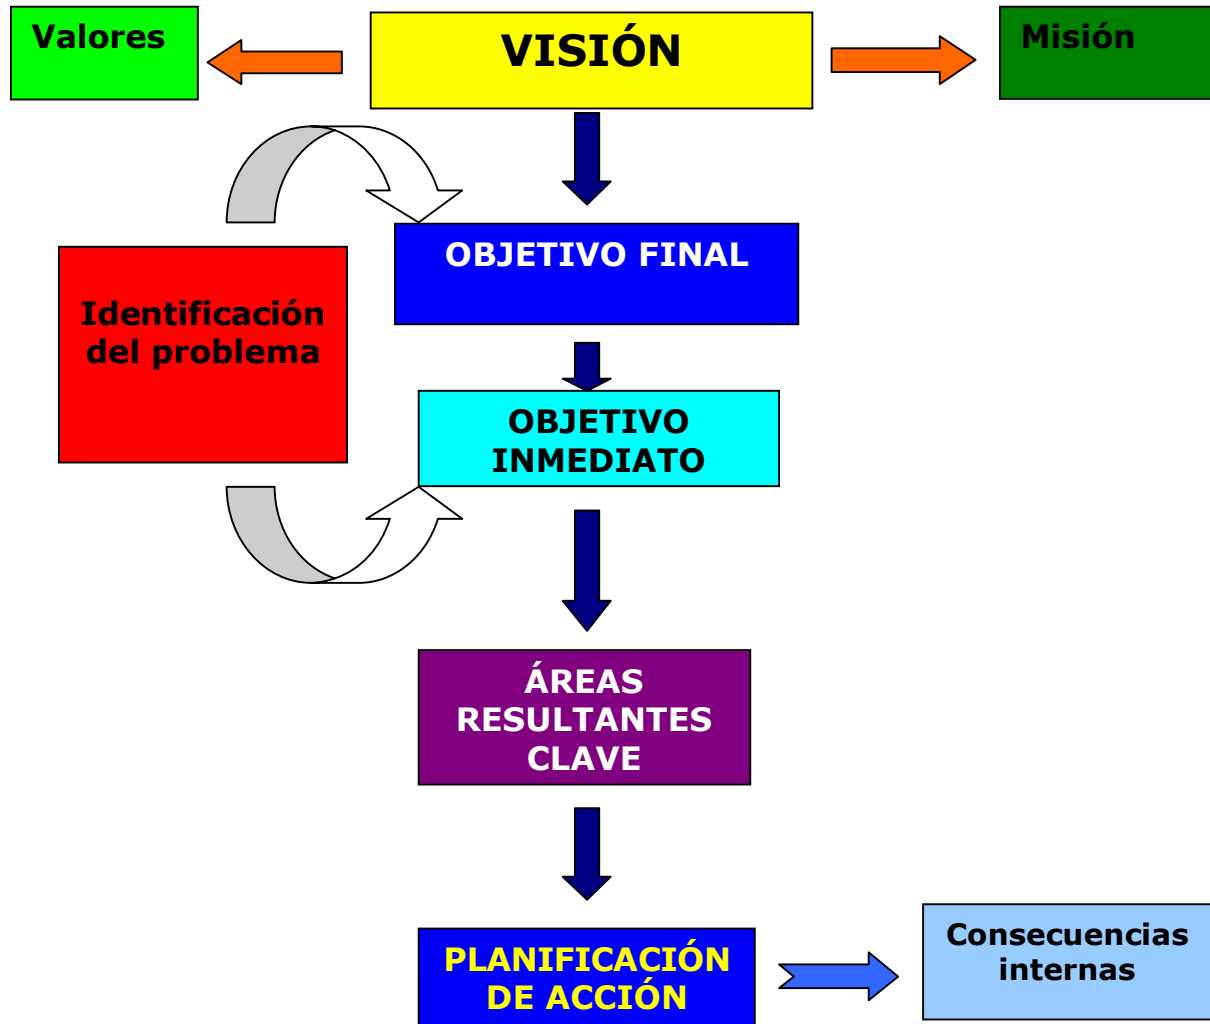 Valores
VISIÓN
Misión
OBJETIVO FINAL
Identificación
del problema
OBJETIVO
INMEDIATO
ÁREAS
RESULTANTES
CLAVE
PLANIFICACIÓN
DE ACCIÓN
Consecuencias
internas